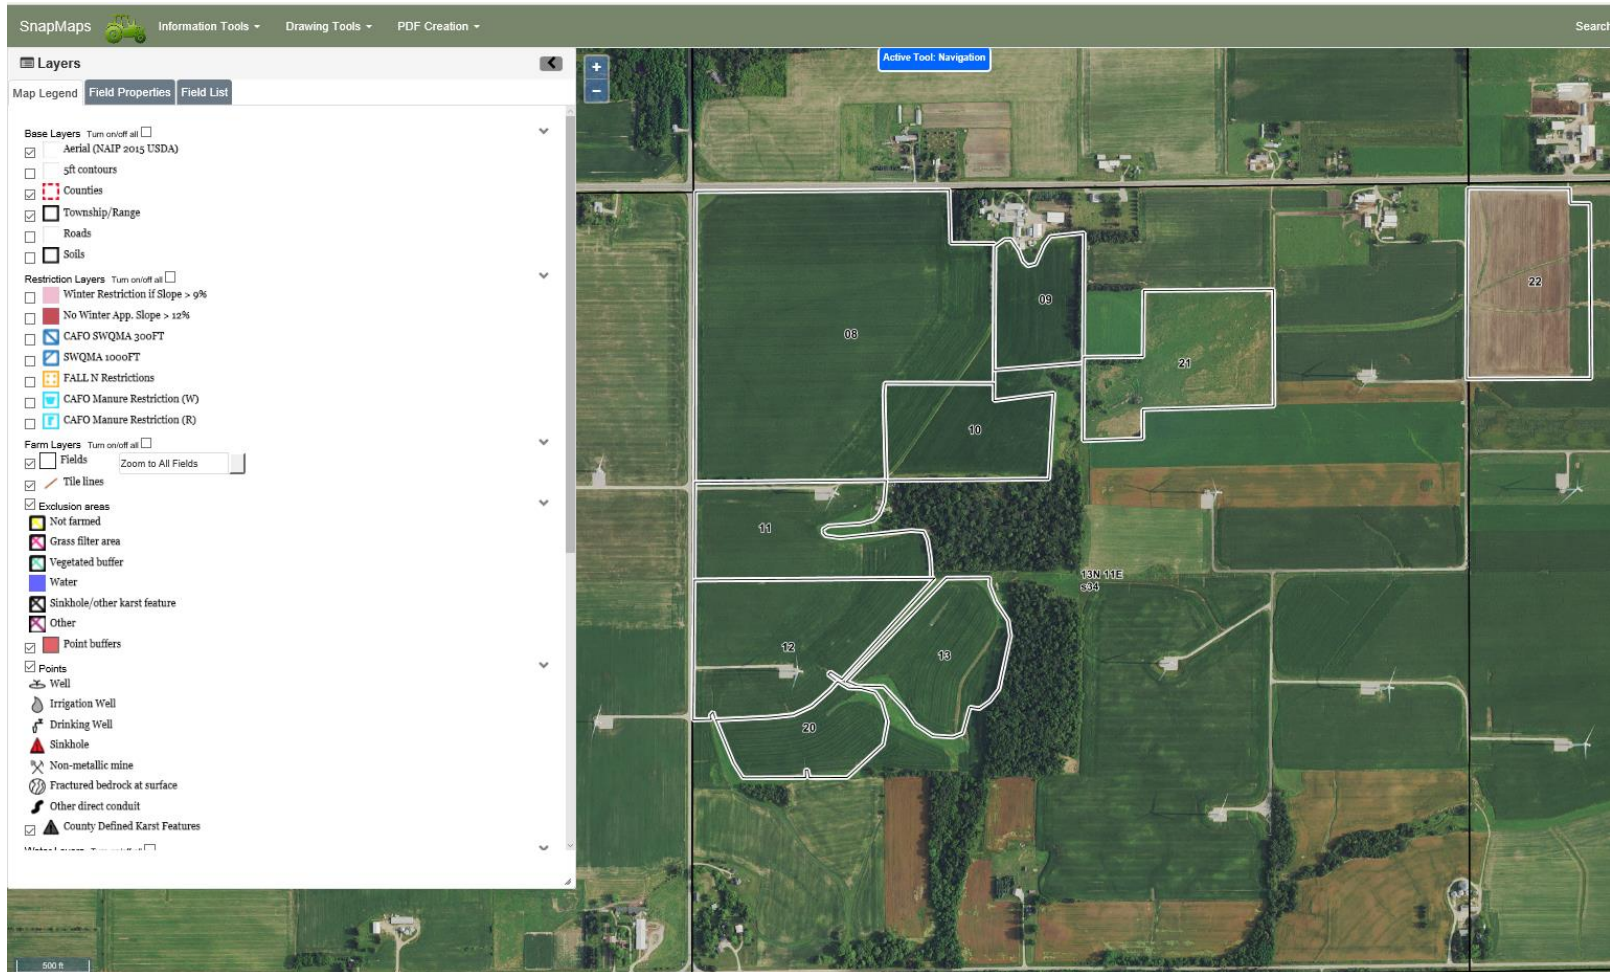 SnapMaps Information Tools Drawing Tools PDF Creation Search
Layers
Map Legend Field Properties Field List
Base Layers Turn on/off all
Aerial (NAIP 2015 USDA)
5ft contours
Counties
Township/Range
Roads
Soils
Restriction Layers Turn on/off all
Winter Restriction if Slope > 9%
No Winter App. Slope > 12%
CAFO SWQMA 300FT
SWQMA 1000FT
FALL N Restrictions
CAFO Manure Restriction (W)
CAFO Manure Restriction (R)
Farm Layers Turn on/off all
Fields Zoom to All Fields
Tile lines
Exclusion areas
Not farmed
Grass filter area
Vegetated buffer
Water
Sinkhole/other karst feature
Other
Point buffers
Points
Well
Irrigation Well
Drinking Well
Sinkhole
Non-metallic mine
Fractured bedrock at surface
Other direct conduit
County Defined Karst Features
Water Layers Turn on/off all
500 ft
+
Active Tool: Navigation
−
22
09
08
21
10
11
13N 11E
s34
12
13
20